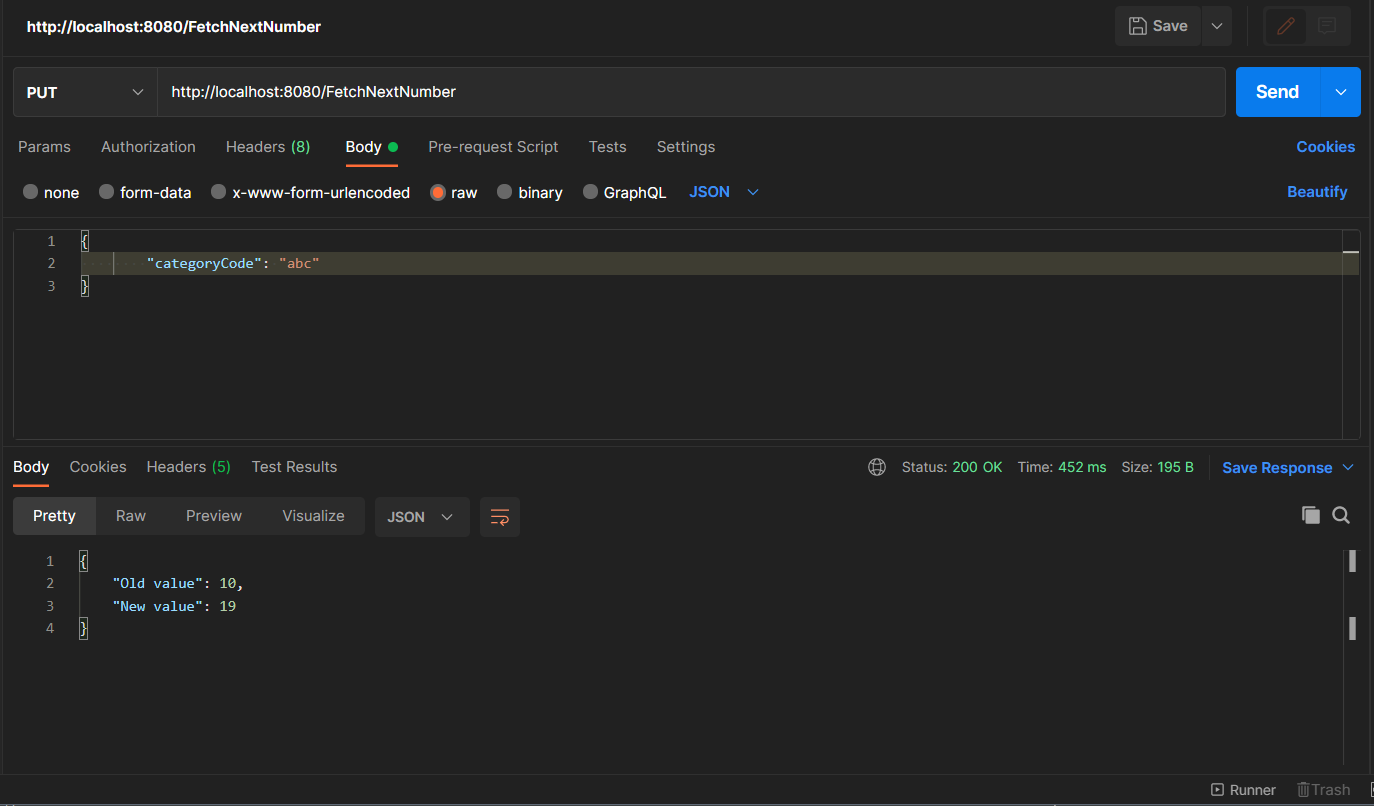 http://localhost:8080/FetchNextNumber Save
PUT http://localhost:8080/FetchNextNumber Send
Params Authorization Headers (8) Body Pre-request Script Tests Settings Cookies
none form-data x-www-form-urlencoded raw binary GraphQL JSON Beautify
1 {
2 "categoryCode": "abc"
3 }
Body Cookies Headers (5) Test Results Status: 200 OK Time: 452 ms Size: 195 B Save Response
Pretty Raw Preview Visualize JSON
1 {
2 "Old value": 10,
3 "New value": 19
4 }
Runner Trash